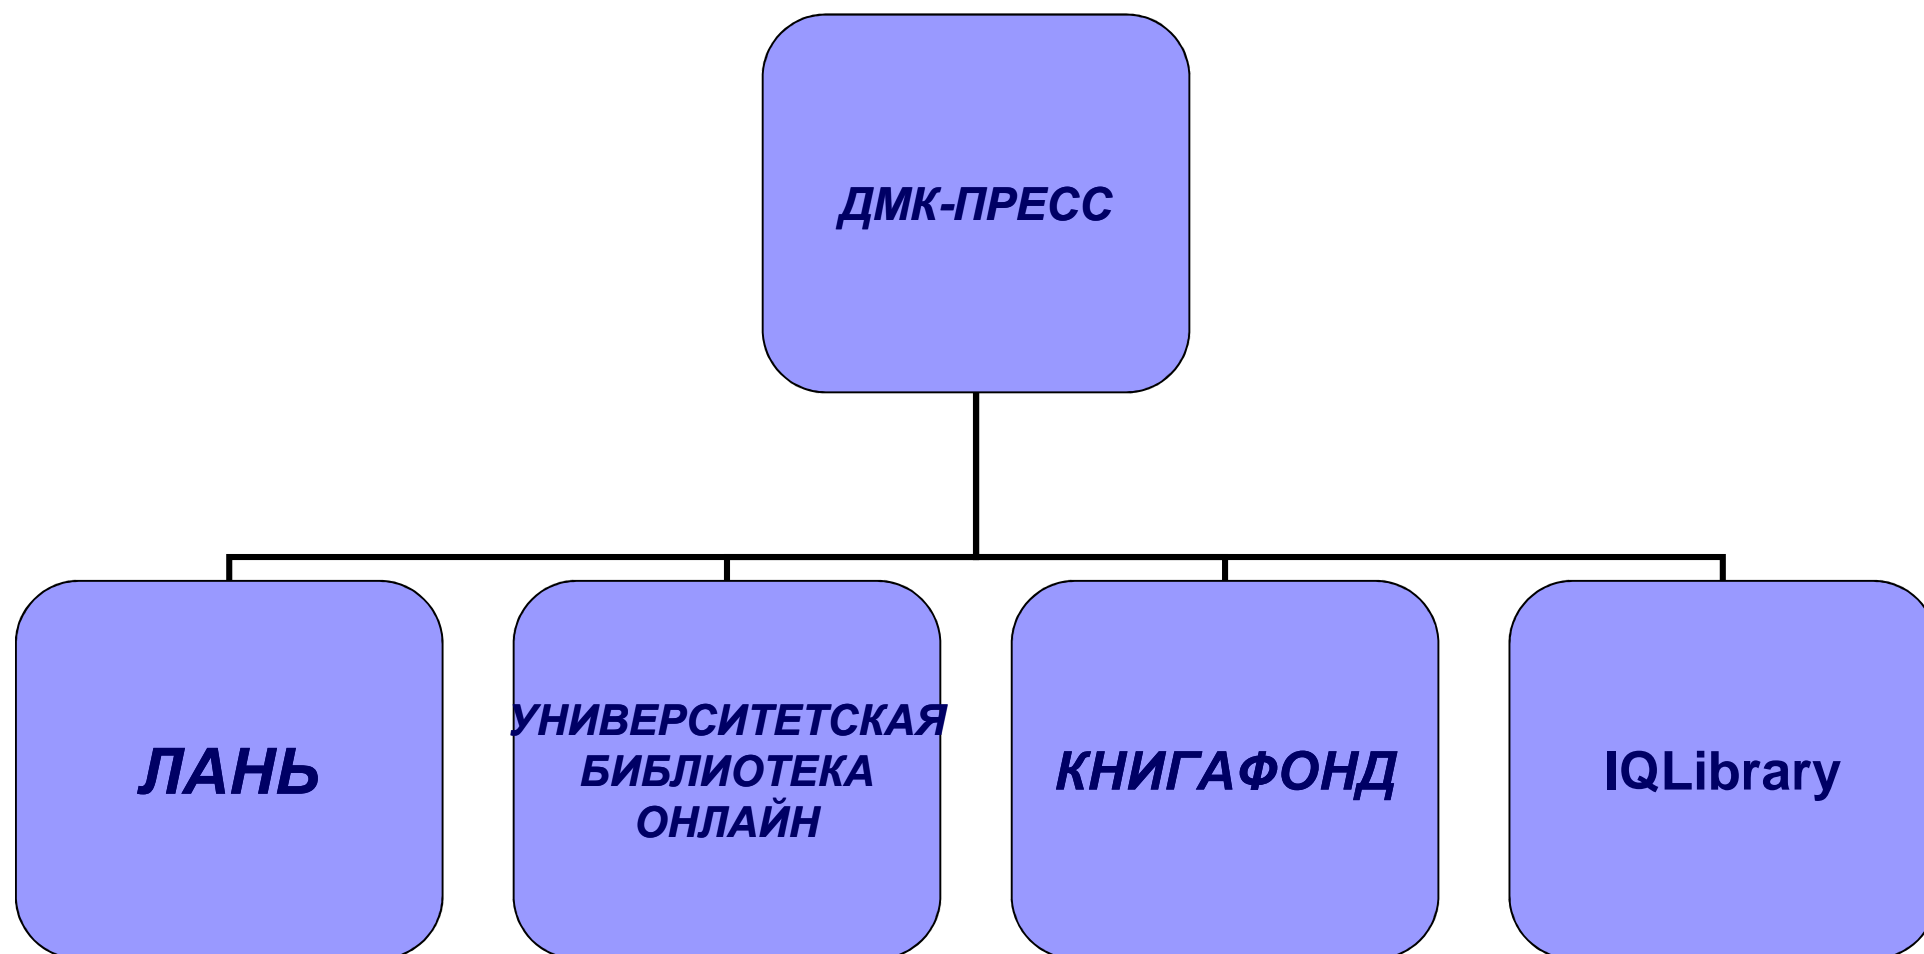 ДМК-ПРЕСС
ЛАНЬ
УНИВЕРСИТЕТСКАЯ
БИБЛИОТЕКА
ОНЛАЙН
КНИГАФОНД
IQLibrary